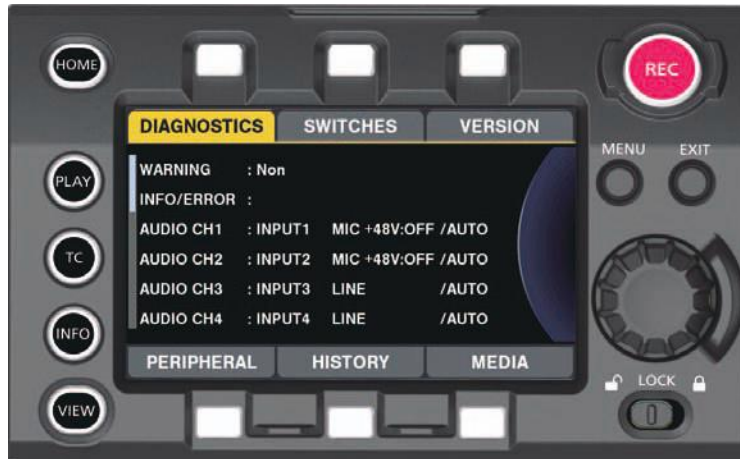 HOME
REC
DIAGNOSTICS SWITCHES VERSION
MENU EXIT
WARNING : Non
PLAY
INFO/ERROR :
AUDIO CH1 : INPUT1 MIC +48V:OFF /AUTO
TC
AUDIO CH2 : INPUT2 MIC +48V:OFF /AUTO
AUDIO CH3 : INPUT3 LINE /AUTO
AUDIO CH4 : INPUT4 LINE /AUTO
INFO
PERIPHERAL HISTORY MEDIA
LOCK
VIEW